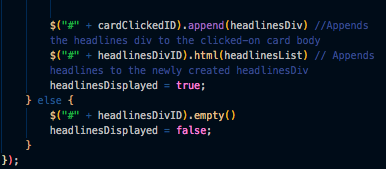 $("#" + cardClickedID).append(headlinesDiv) //Appends
the headlines div to the clicked-on card body
$("#" + headlinesDivID).html(headlinesList) // Appends
headlines to the newly created headlinesDiv
headlinesDisplayed = true;
} else {
$("#" + headlinesDivID).empty()
headlinesDisplayed = false;
}
});